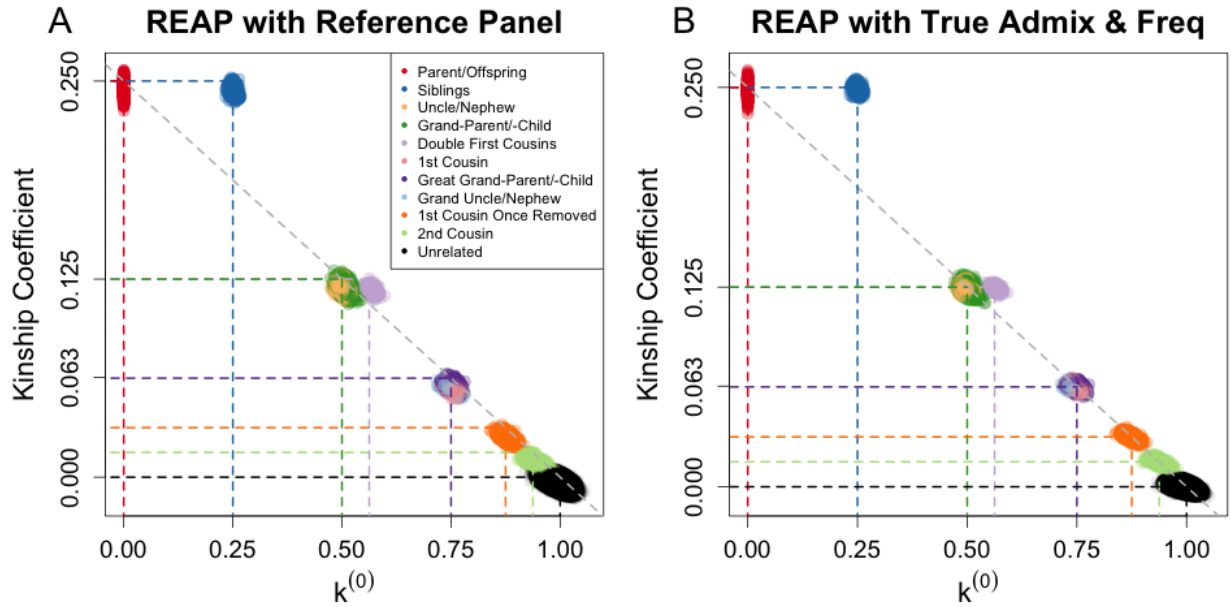 A REAP with Reference Panel
Kinship Coefficient
0.250
0.125
0.063
0.000
Parent/Offspring
Siblings
Uncle/Nephew
Grand-Parent/-Child
Double First Cousins
1st Cousin
Great Grand-Parent/-Child
Grand Uncle/Nephew
1st Cousin Once Removed
2nd Cousin
Unrelated
0.00 0.25 0.50 0.75 1.00
k(0)
B REAP with True Admix & Freq
Kinship Coefficient
0.250
0.125
0.063
0.000
0.00 0.25 0.50 0.75 1.00
k(0)